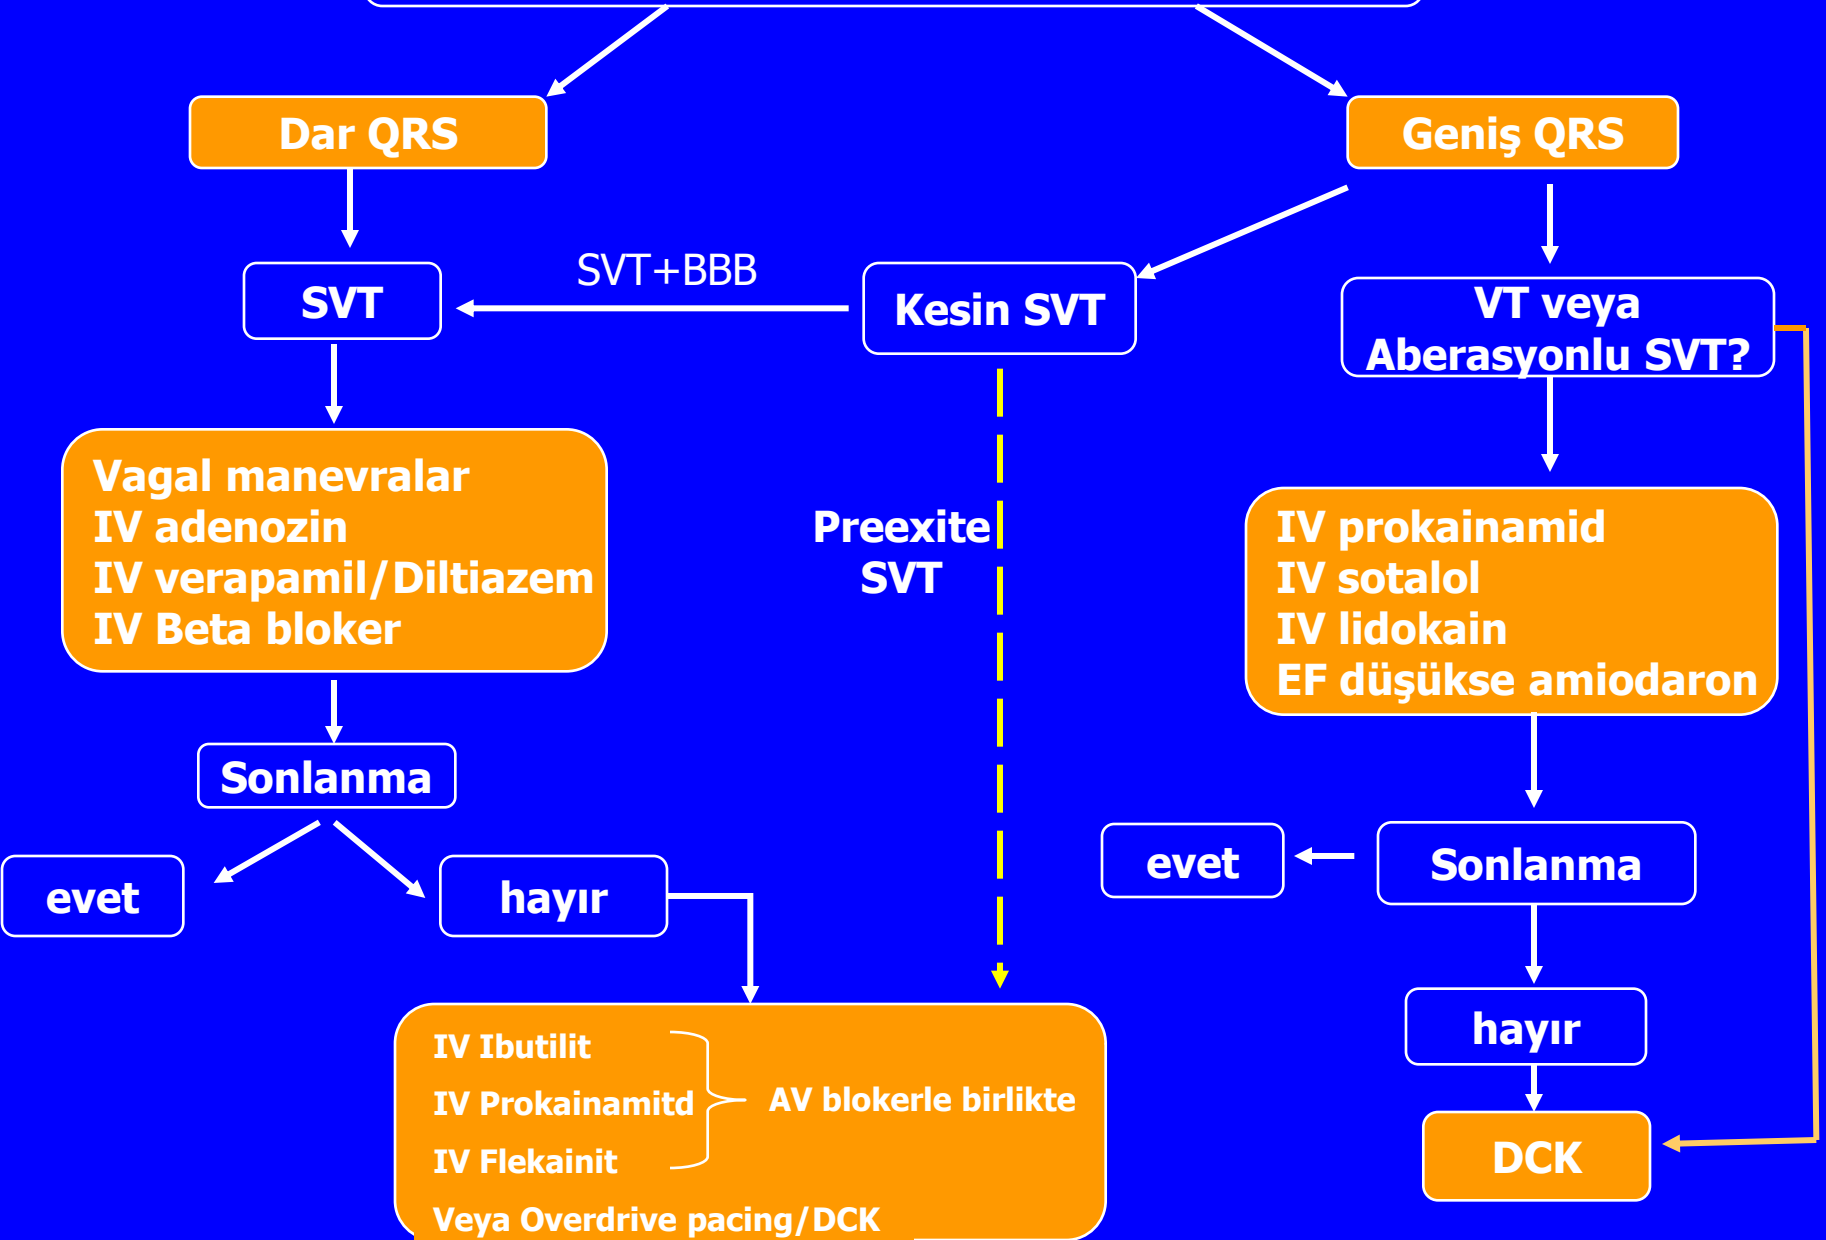 Dar QRS
Geniş QRS
SVT
SVT+BBB
Kesin SVT
VT veya
Aberasyonlu SVT?
Vagal manevralar
IV adenozin
IV verapamil/Diltiazem
IV Beta bloker
Preexite
SVT
IV prokainamid
IV sotalol
IV lidokain
EF düşükse amiodaron
Sonlanma
evet
hayır
evet
Sonlanma
hayır
DCK
IV Ibutilit
IV Prokainamitd
IV Flekainit
AV blokerle birlikte
Veya Overdrive pacing/DCK